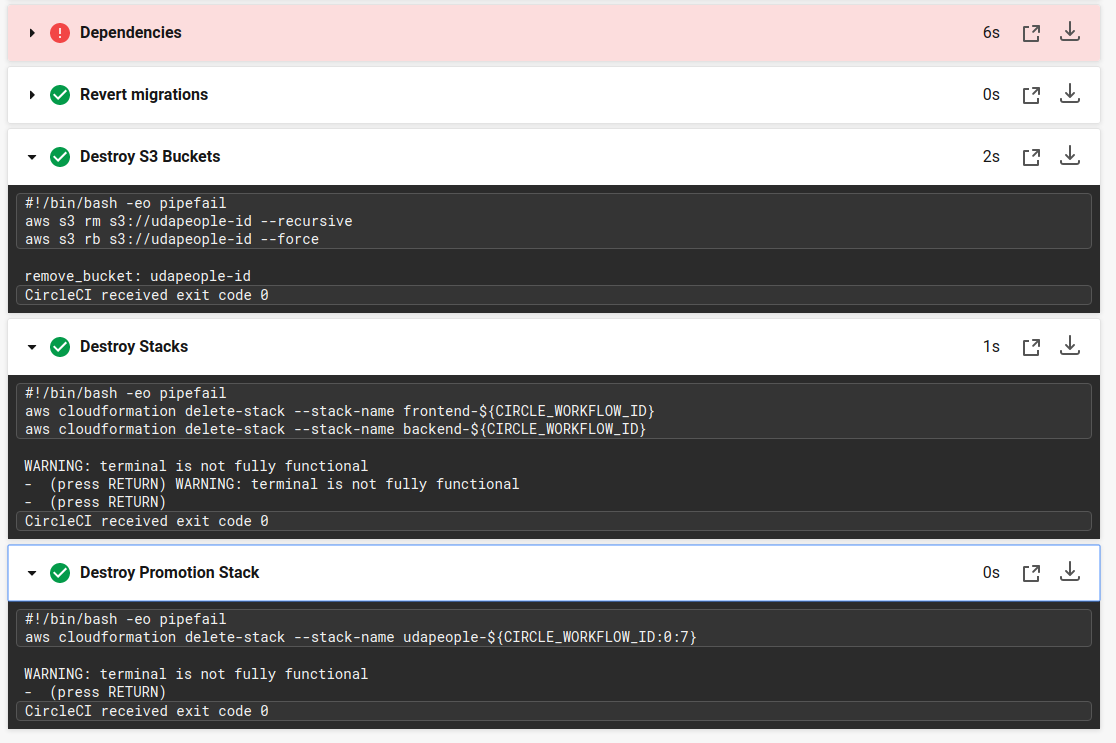 Dependencies 6s
Revert migrations 0s
Destroy S3 Buckets 2s
#!/bin/bash -eo pipefail
aws s3 rm s3://udapeople-id --recursive
aws s3 rb s3://udapeople-id --force
remove_bucket: udapeople-id
CircleCI received exit code 0
Destroy Stacks 1s
#!/bin/bash -eo pipefail
aws cloudformation delete-stack --stack-name frontend-${CIRCLE_WORKFLOW_ID}
aws cloudformation delete-stack --stack-name backend-${CIRCLE_WORKFLOW_ID}
WARNING: terminal is not fully functional
-  (press RETURN) WARNING: terminal is not fully functional
-  (press RETURN)
CircleCI received exit code 0
Destroy Promotion Stack 0s
#!/bin/bash -eo pipefail
aws cloudformation delete-stack --stack-name udapeople-${CIRCLE_WORKFLOW_ID:0:7}
WARNING: terminal is not fully functional
-  (press RETURN)
CircleCI received exit code 0